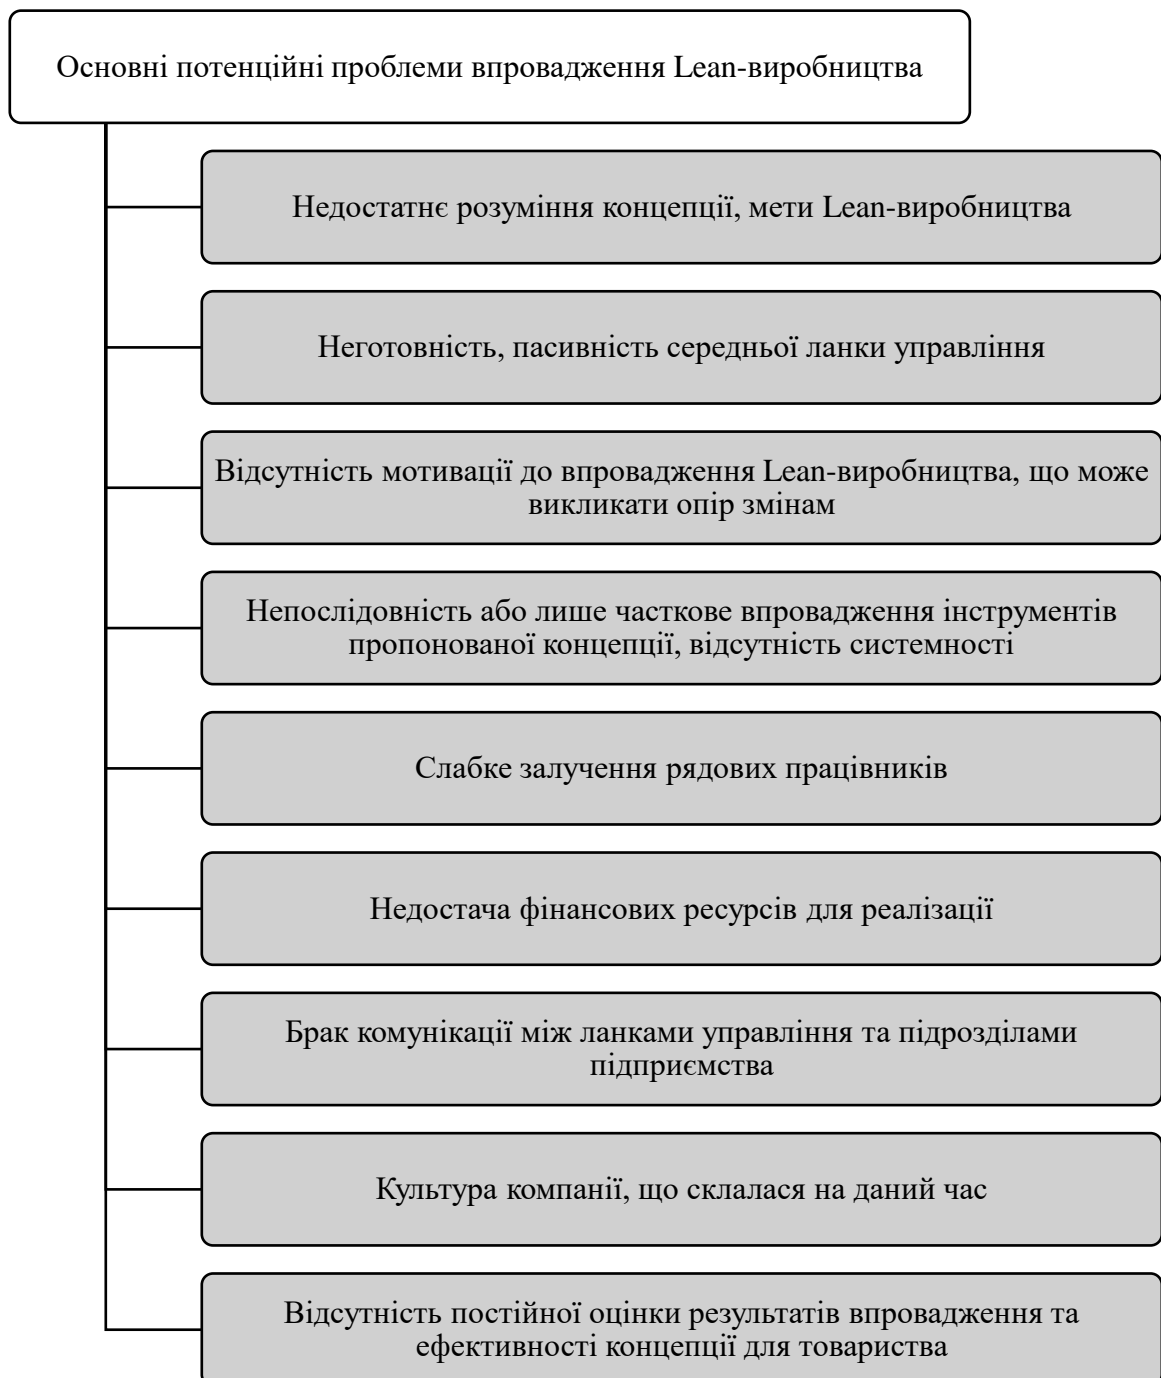 Основні потенційні проблеми впровадження Lean-виробництва
Недостатнє розуміння концепції, мети Lean-виробництва
Неготовність, пасивність середньої ланки управління
Відсутність мотивації до впровадження Lean-виробництва, що може
викликати опір змінам
Непослідовність або лише часткове впровадження інструментів
пропонованої концепції, відсутність системності
Слабке залучення рядових працівників
Недостача фінансових ресурсів для реалізації
Брак комунікації між ланками управління та підрозділами
підприємства
Культура компанії, що склалася на даний час
Відсутність постійної оцінки результатів впровадження та
ефективності концепції для товариства